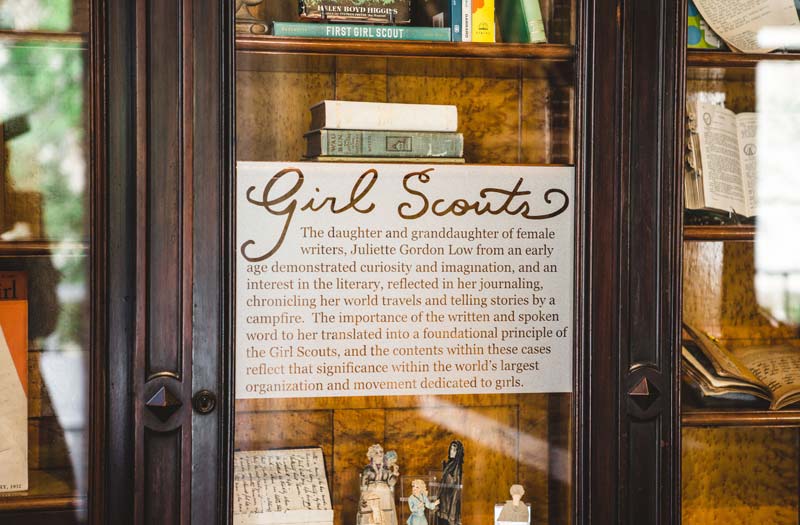 HELEN BOYD HIGGINS
FIRST GIRL SCOUT
Girl Scouts
The daughter and granddaughter of female
writers, Juliette Gordon Low from an early
age demonstrated curiosity and imagination, and an
interest in the literary, reflected in her journaling,
chronicling her world travels and telling stories by a
campfire. The importance of the written and spoken
word to her translated into a foundational principle of
the Girl Scouts, and the contents within these cases
reflect that significance within the world's largest
organization and movement dedicated to girls.